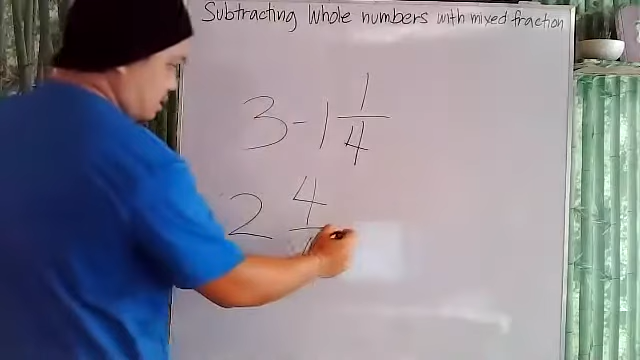 Subtracting Whole numbers with mixed fraction
3 - 1 1/4
2 4/